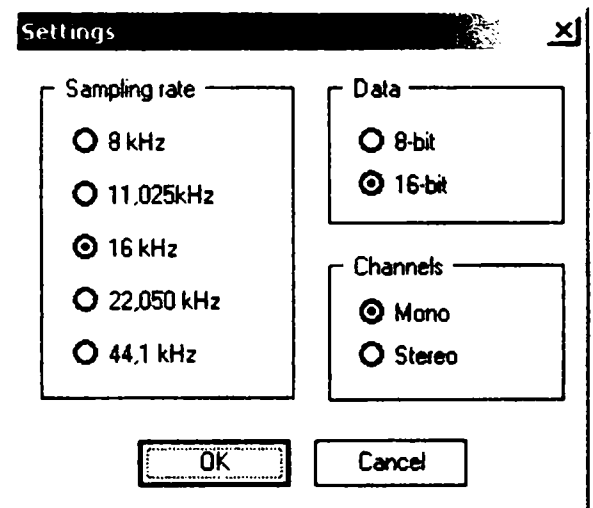 Settings
Sampling rate
8 kHz
11,025kHz
16 kHz
22,050 kHz
44,1 kHz
Data
8-bit
16-bit
Channels
Mono
Stereo
OK
Cancel